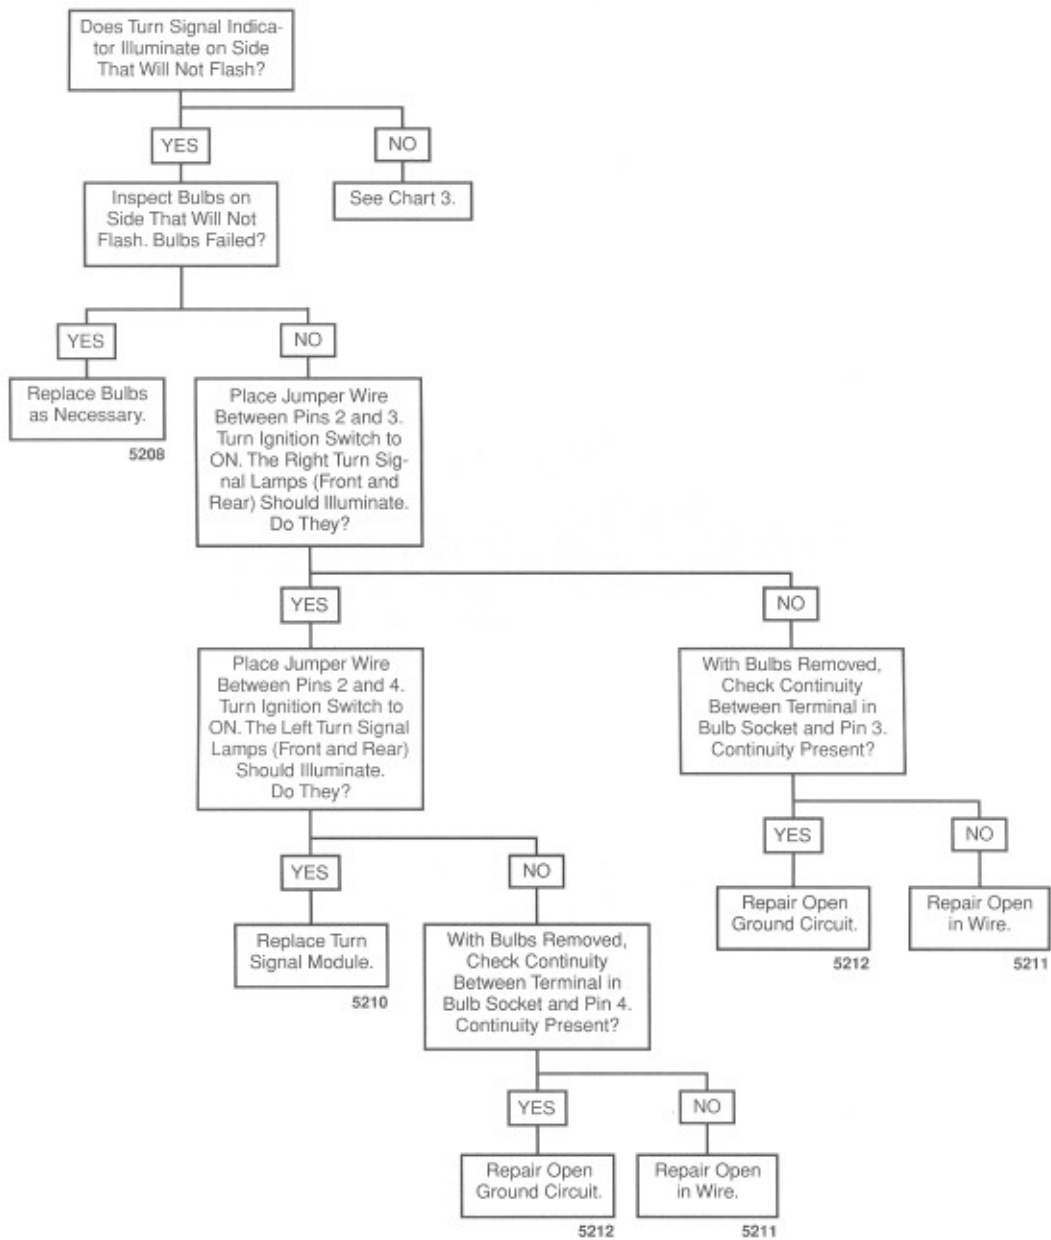 Does Turn Signal Indica-
tor Illuminate on Side
That Will Not Flash?
YES
NO
Inspect Bulbs on
Side That Will Not
Flash. Bulbs Failed?
See Chart 3.
YES
NO
Replace Bulbs
as Necessary.
5208
Place Jumper Wire
Between Pins 2 and 3.
Turn Ignition Switch to
ON. The Right Turn Sig-
nal Lamps (Front and
Rear) Should Illuminate.
Do They?
YES
NO
Place Jumper Wire
Between Pins 2 and 4.
Turn Ignition Switch to
ON. The Left Turn Signal
Lamps (Front and Rear)
Should Illuminate.
Do They?
With Bulbs Removed,
Check Continuity
Between Terminal in
Bulb Socket and Pin 3.
Continuity Present?
YES
NO
YES
NO
Repair Open
Ground Circuit.
5212
Repair Open
in Wire.
5211
Replace Turn
Signal Module.
5210
With Bulbs Removed,
Check Continuity
Between Terminal in
Bulb Socket and Pin 4.
Continuity Present?
YES
NO
Repair Open
Ground Circuit.
5212
Repair Open
in Wire.
5211